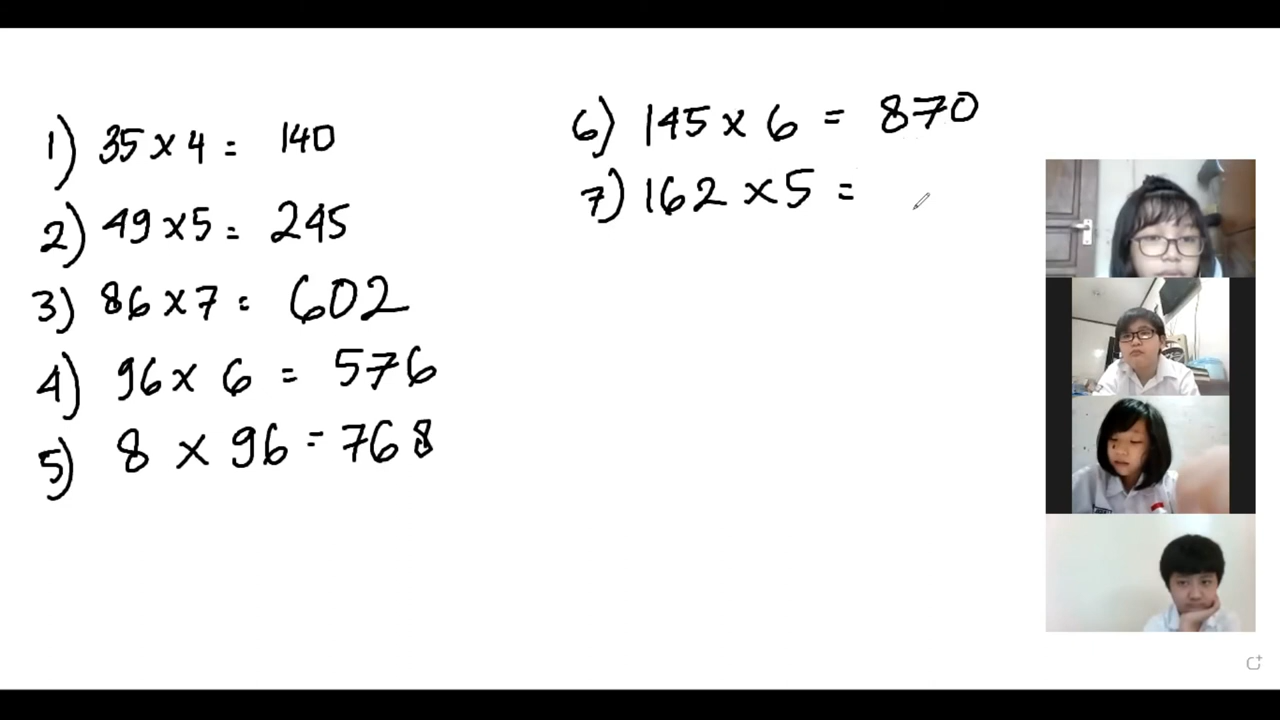 1) 35 x 4 = 140
2) 49 x 5 = 245
3) 86 x 7 = 602
4) 96 x 6 = 576
5) 8 x 96 = 768
6) 145 x 6 = 870
7) 162 x 5 =